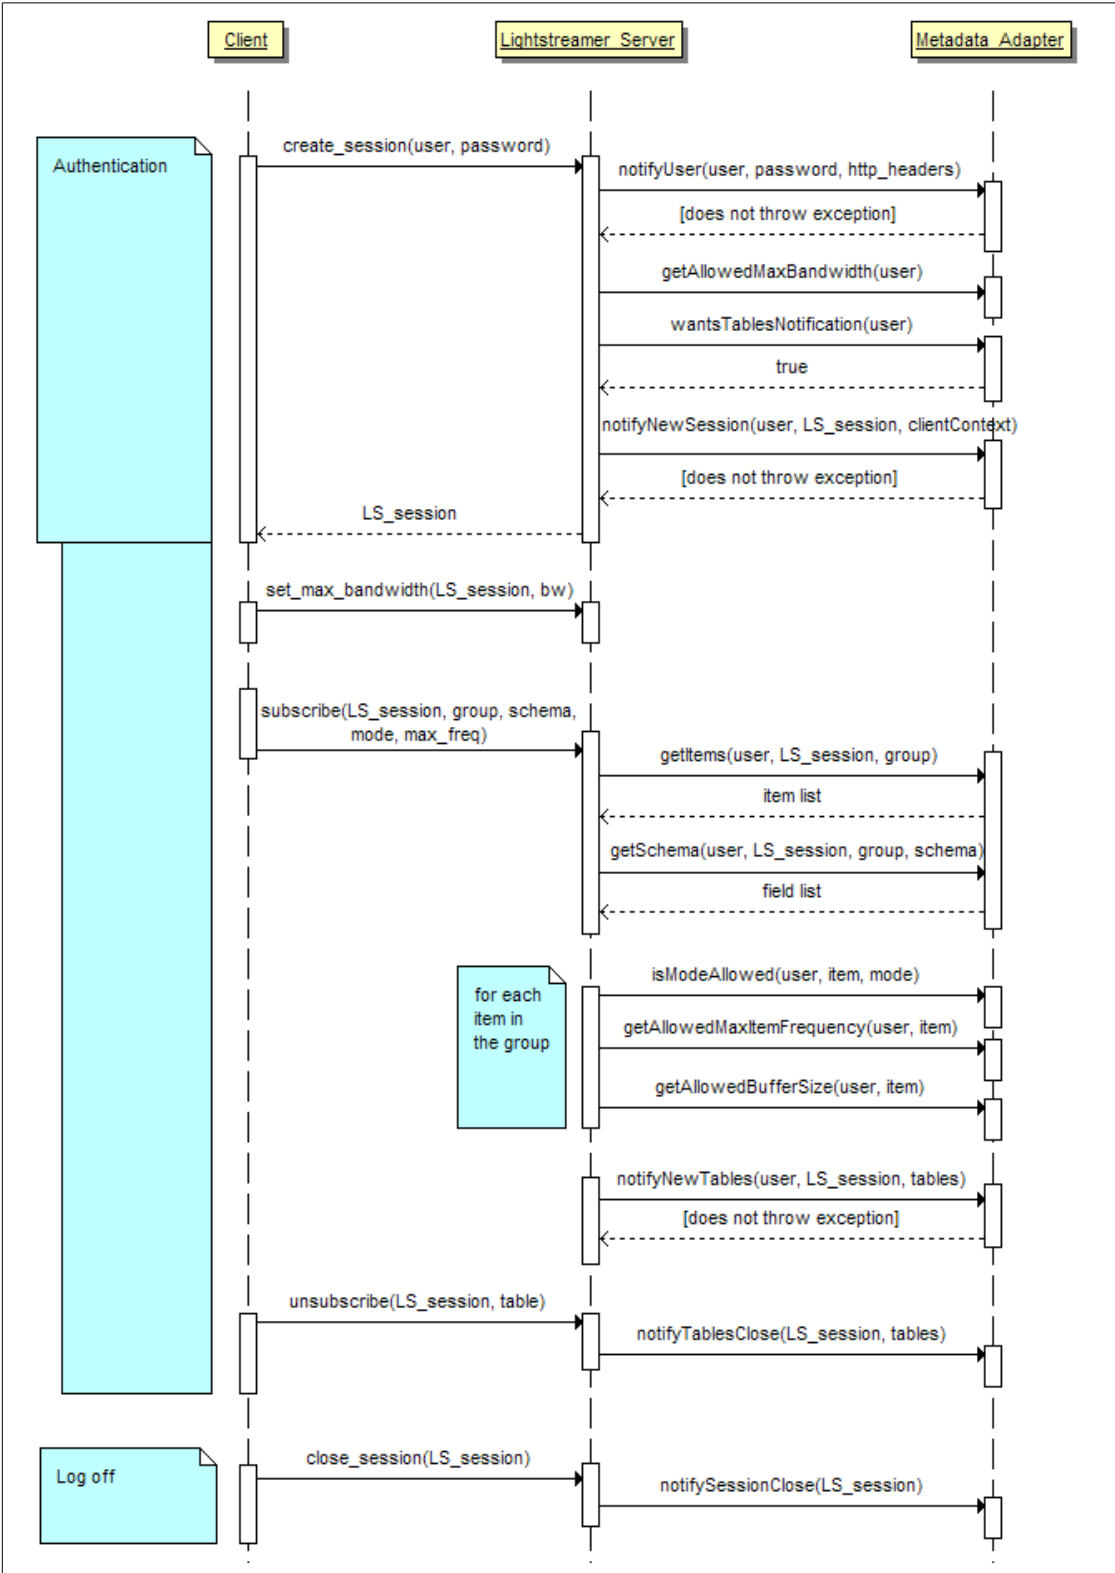 Client
Lightstreamer_Server
Metadata_Adapter
Authentication
create_session(user, password)
notifyUser(user, password, http_headers)
[does not throw exception]
getAllowedMaxBandwidth(user)
wantsTablesNotification(user)
true
notifyNewSession(user, LS_session, clientContext)
[does not throw exception]
LS_session
set_max_bandwidth(LS_session, bw)
subscribe(LS_session, group, schema,
mode, max_freq)
getItems(user, LS_session, group)
item list
getSchema(user, LS_session, group, schema)
field list
for each
item in
the group
isModeAllowed(user, item, mode)
getAllowedMaxItemFrequency(user, item)
getAllowedBufferSize(user, item)
notifyNewTables(user, LS_session, tables)
[does not throw exception]
unsubscribe(LS_session, table)
notifyTablesClose(LS_session, tables)
Log off
close_session(LS_session)
notifySessionClose(LS_session)